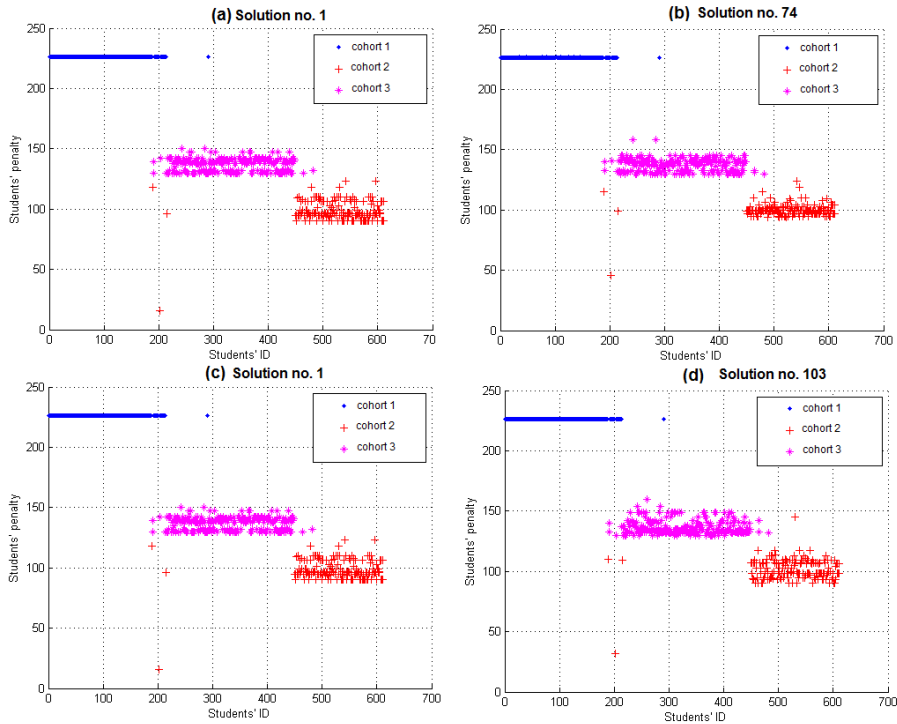 (a) Solution no. 1
250
200
150
100
50
0
Students' penalty
cohort 1
cohort 2
cohort 3
0 100 200 300 400 500 600 70
Students' ID
(b) Solution no. 74
250
200
150
100
50
0
Students' penalty
cohort 1
cohort 2
cohort 3
0 100 200 300 400 500 600 700
Students' ID
(c) Solution no. 1
250
200
150
100
50
0
Students' penalty
cohort 1
cohort 2
cohort 3
0 100 200 300 400 500 600 700
Students' ID
(d) Solution no. 103
250
200
150
100
50
0
Students' penalty
cohort 1
cohort 2
cohort 3
0 100 200 300 400 500 600 700
Students' ID